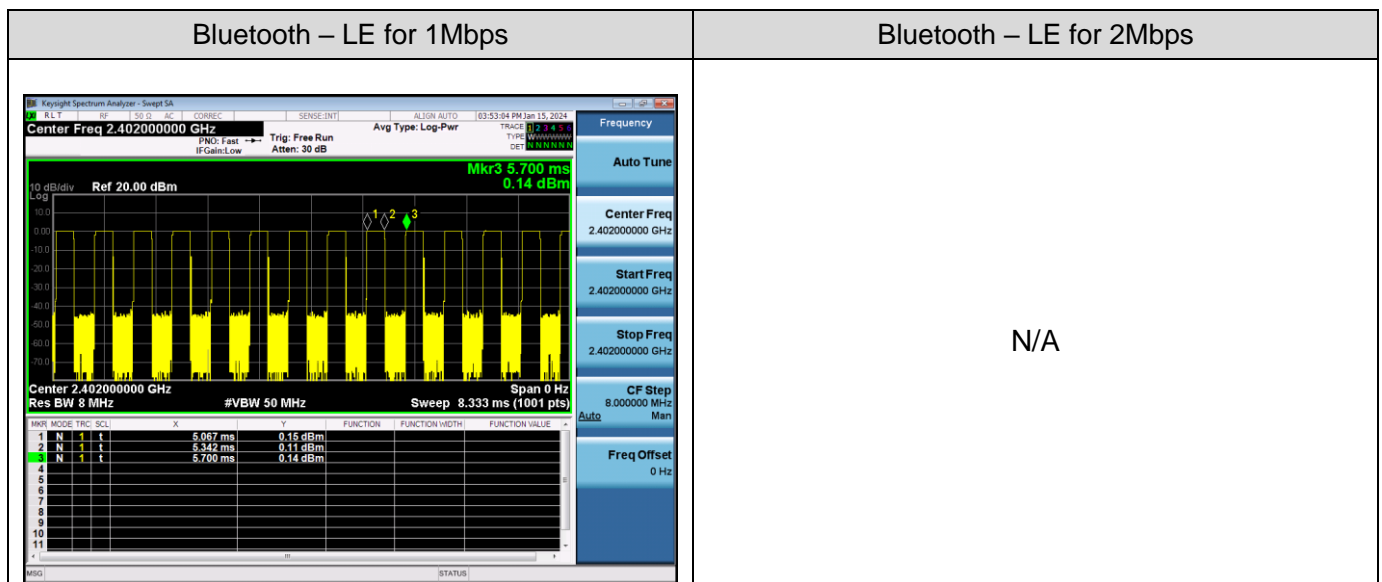 Bluetooth – LE for 1Mbps Bluetooth – LE for 2Mbps
Keysight Spectrum Analyzer - Swept SA
RLT RF 50 Ω AC CORREC SENSE:INT ALIGN AUTO 03:53:04 PM Jan 15, 2024
Center Freq 2.402000000 GHz
PNO: Fast
IFGain:Low
Trig: Free Run
Atten: 30 dB
Avg Type: Log-Pwr
TRACE 1 2 3 4 5 6
TYPE WWWWWW
DET N N N N N N
Mkr3 5.700 ms
0.14 dBm
10 dB/div Ref 20.00 dBm
Log
1 2 3
10.0
0.00
-10.0
-20.0
-30.0
-40.0
-50.0
-60.0
-70.0
Center 2.402000000 GHz Span 0 Hz
Res BW 8 MHz #VBW 50 MHz Sweep 8.333 ms (1001 pts)
MKR MODE TRC SCL X Y FUNCTION FUNCTION WIDTH FUNCTION VALUE
1 N 1 t 5.067 ms 0.15 dBm
2 N 1 t 5.342 ms 0.11 dBm
3 N 1 t 5.700 ms 0.14 dBm
4
5
6
7
8
9
10
11
MSG STATUS
Frequency
Auto Tune
Center Freq
2.402000000 GHz
Start Freq
2.402000000 GHz
Stop Freq
2.402000000 GHz
CF Step
8.000000 MHz
Auto Man
Freq Offset
0 Hz
N/A